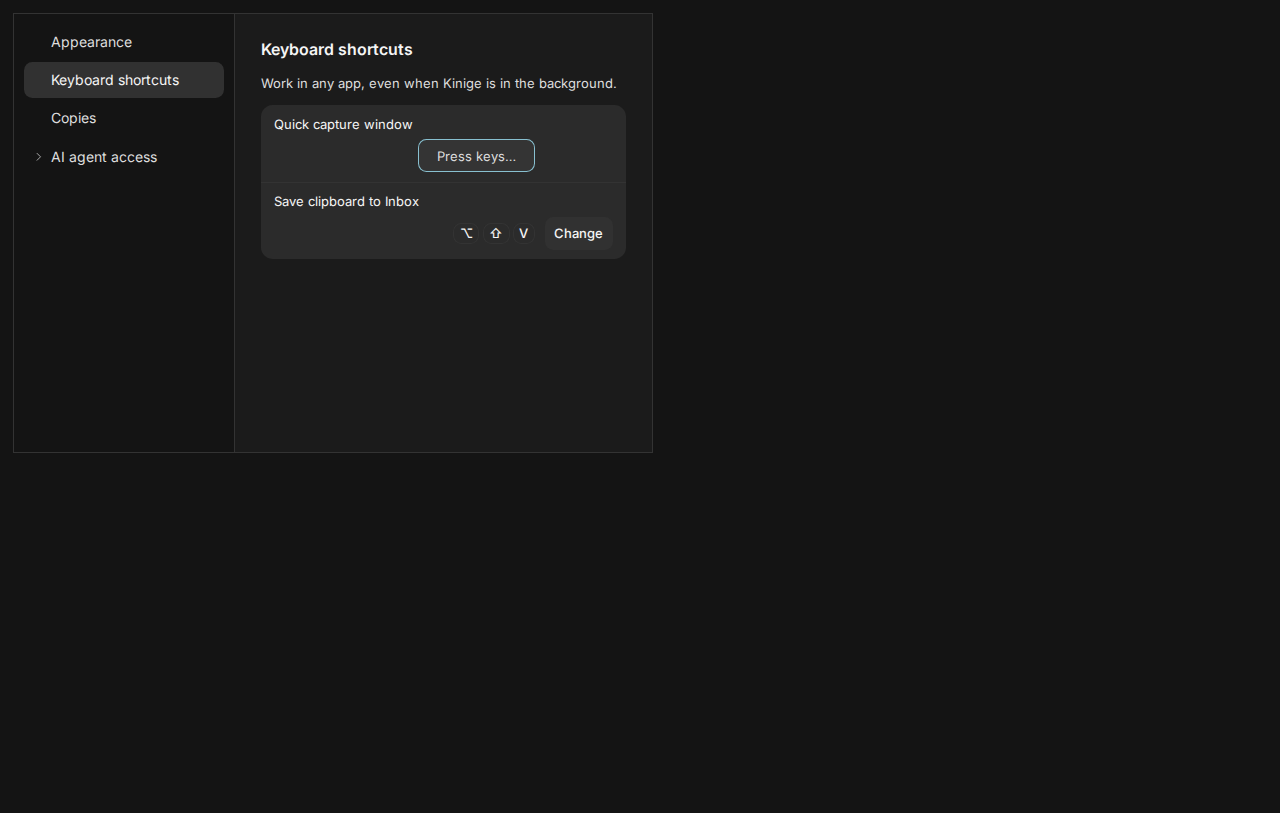 Appearance
Keyboard shortcuts
Copies
AI agent access
Keyboard shortcuts
Work in any app, even when Kinige is in the background.
Quick capture window
Press keys...
Save clipboard to Inbox
⌥ ⇧ V Change